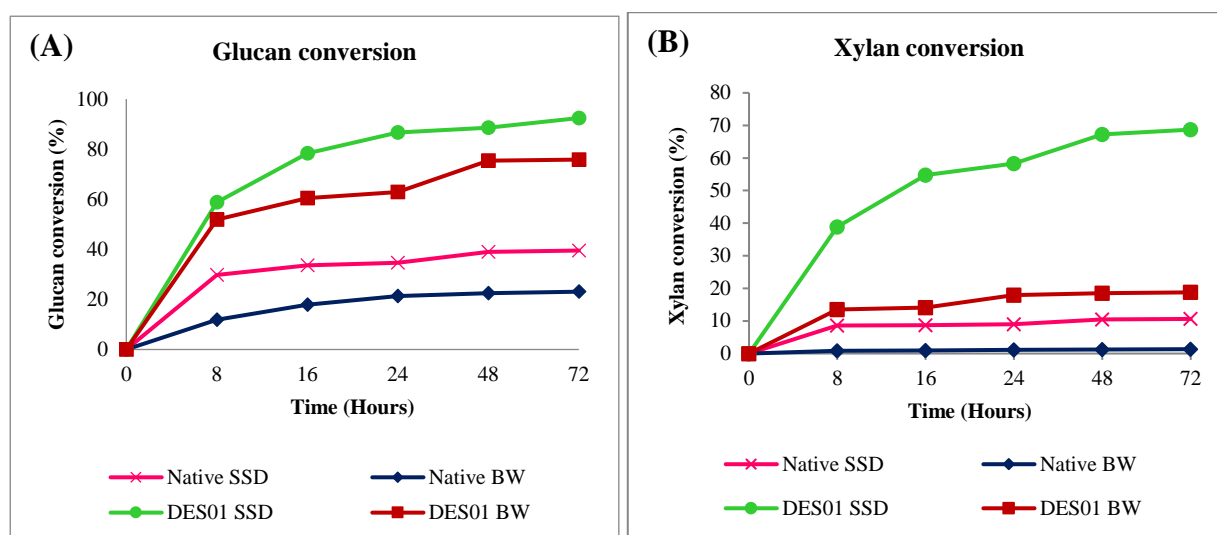 (A)
Glucan conversion
Glucan conversion (%)
100
80
60
40
20
0
0 8 16 24 48 72
Time (Hours)
Native SSD Native BW
DES01 SSD DES01 BW
(B)
Xylan conversion
Xylan conversion (%)
80
70
60
50
40
30
20
10
0
0 8 16 24 48 72
Time (Hours)
Native SSD Native BW
DES01 SSD DES01 BW